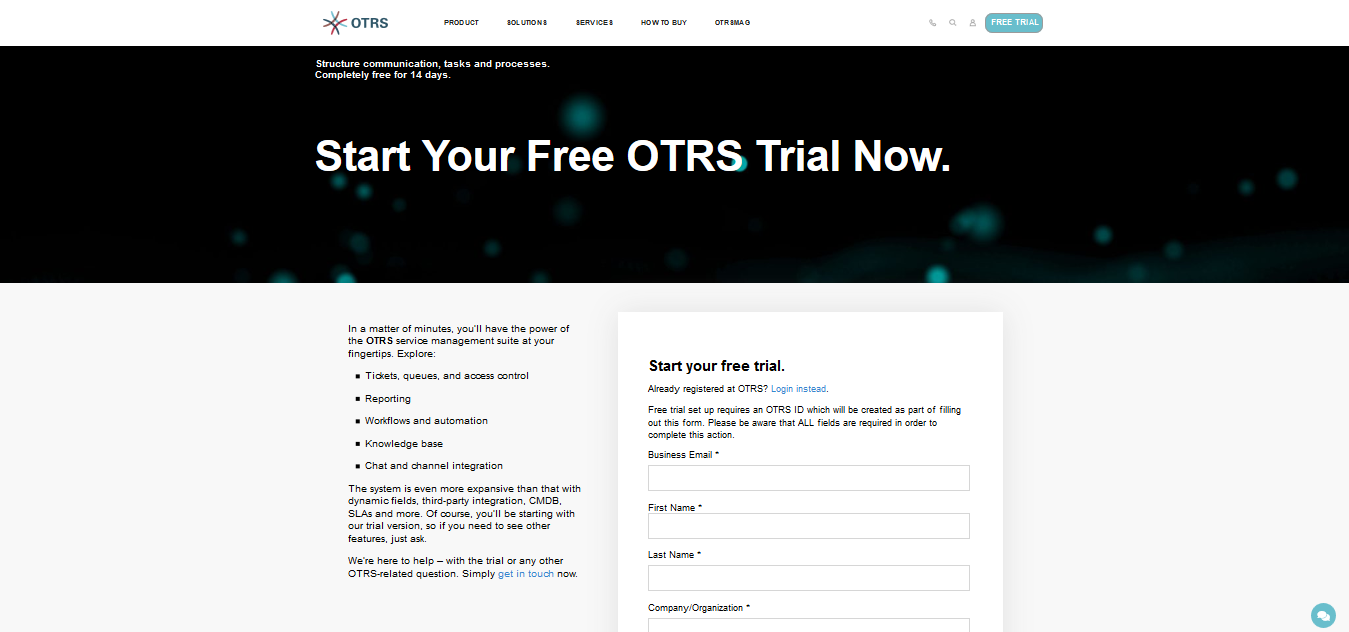 OTRS
PRODUCT
SOLUTIONS
SERVICES
HOW TO BUY
OTRSMAG
FREE TRIAL
Structure communication, tasks and processes.
Completely free for 14 days.
Start Your Free OTRS Trial Now.
In a matter of minutes, you'll have the power of
the OTRS service management suite at your
fingertips. Explore:
Tickets, queues, and access control
Reporting
Workflows and automation
Knowledge base
Chat and channel integration
The system is even more expansive than that with
dynamic fields, third-party integration, CMDB,
SLAs and more. Of course, you'll be starting with
our trial version, so if you need to see other
features, just ask.
We're here to help – with the trial or any other
OTRS-related question. Simply get in touch now.
Start your free trial.
Already registered at OTRS? Login instead.
Free trial set up requires an OTRS ID which will be created as part of filling
out this form. Please be aware that ALL fields are required in order to
complete this action.
Business Email *
First Name *
Last Name *
Company/Organization *